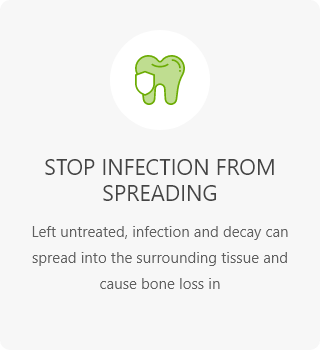 STOP INFECTION FROM
SPREADING
Left untreated, infection and decay can
spread into the surrounding tissue and
cause bone loss in